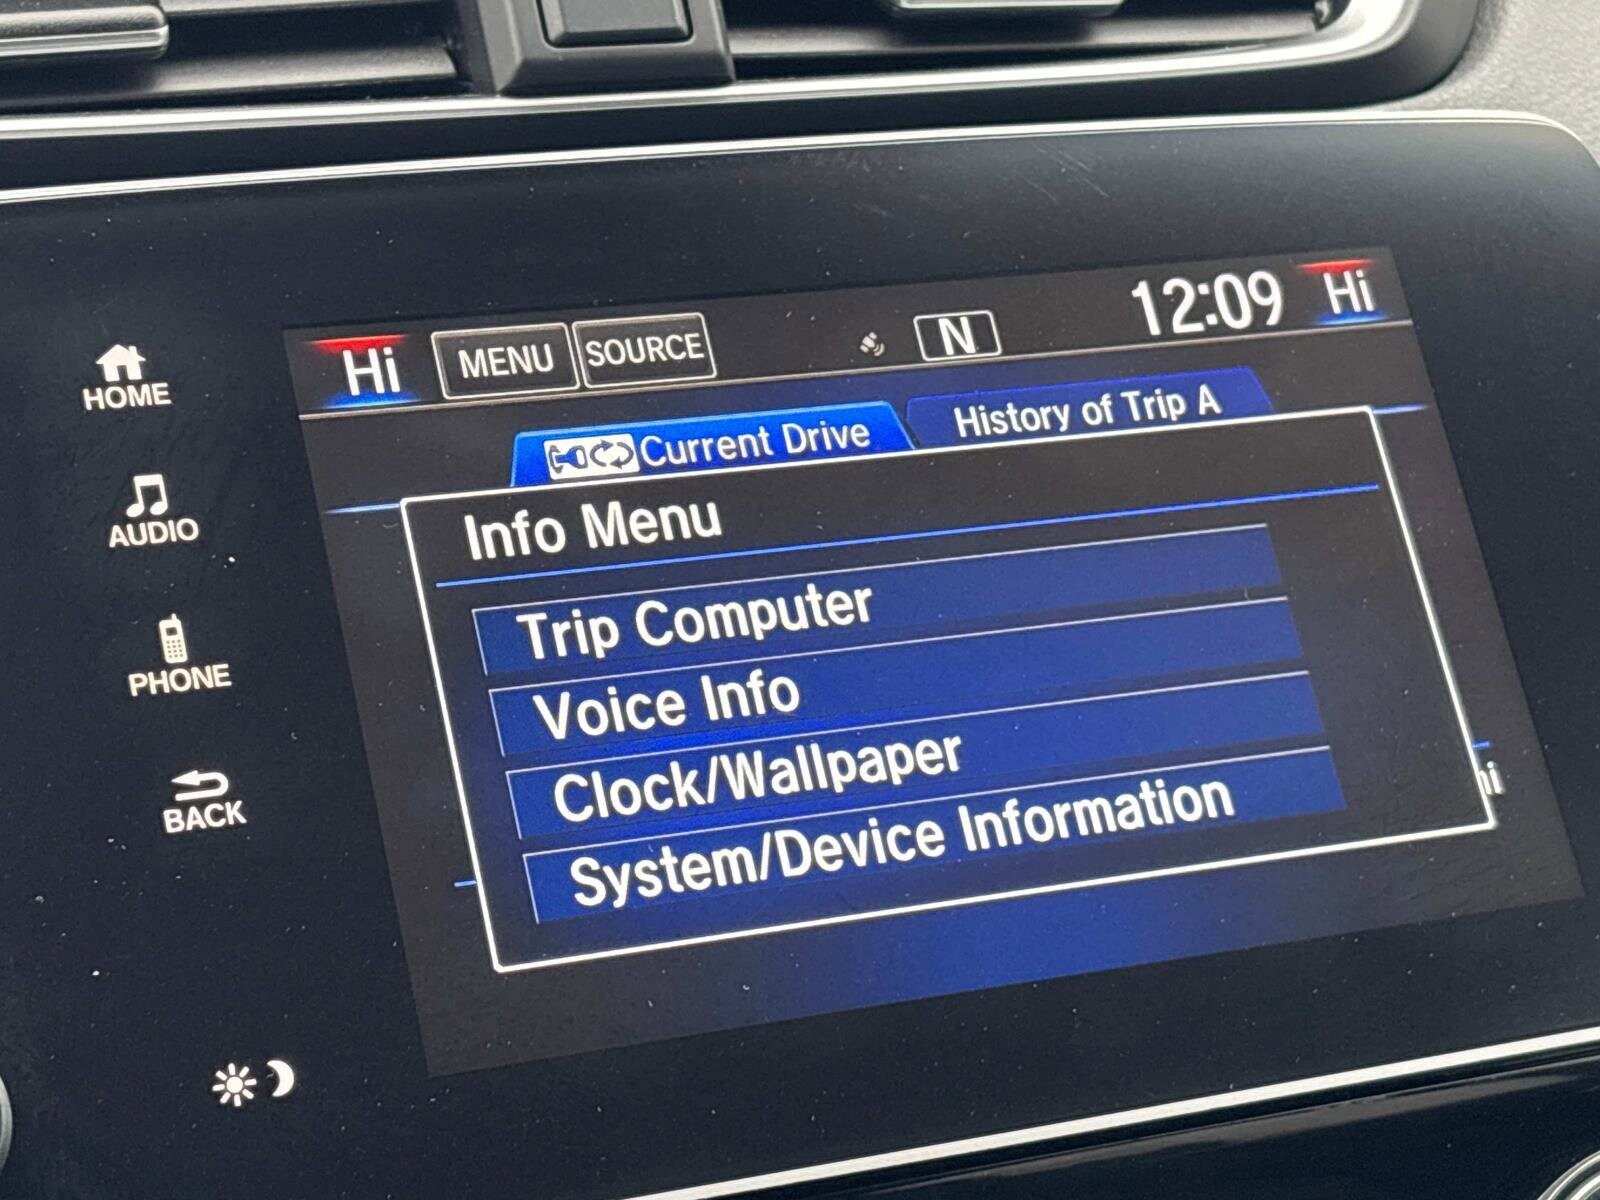 Hi MENU SOURCE N 12:09 Hi
HOME
Current Drive History of Trip A
AUDIO
Info Menu
Trip Computer
PHONE
Voice Info
Clock/Wallpaper
BACK
System/Device Information